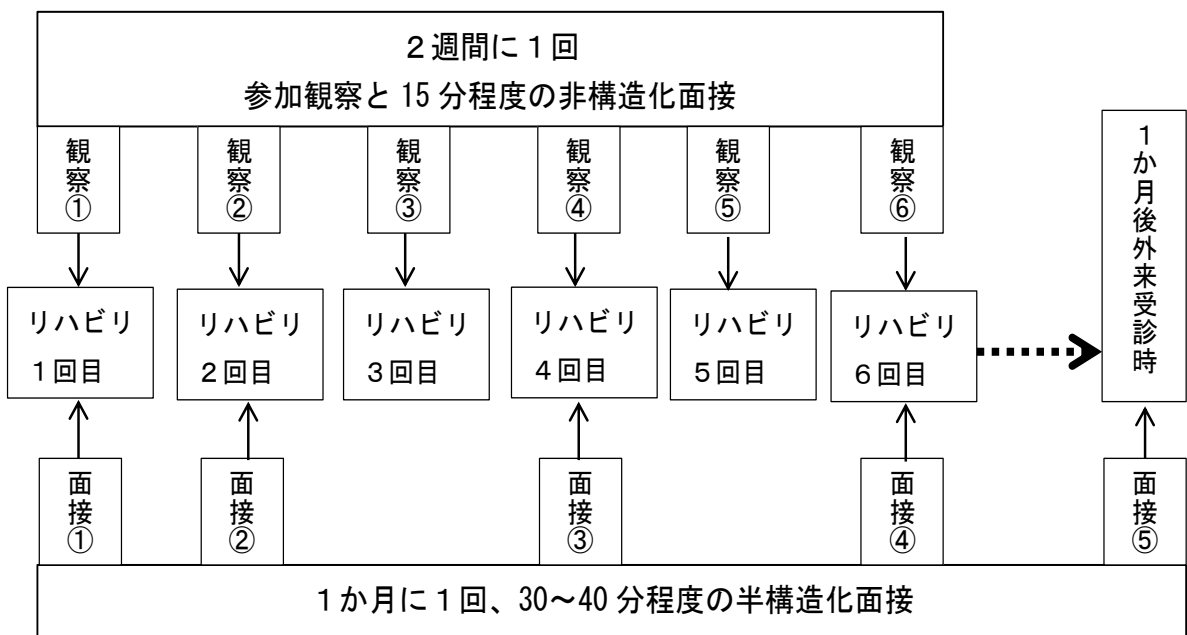 ２週間に１回
参加観察と 15 分程度の非構造化面接
観察①
観察②
観察③
観察④
観察⑤
観察⑥
１か月後外来受診時
リハビリ
１回目
リハビリ
２回目
リハビリ
３回目
リハビリ
４回目
リハビリ
５回目
リハビリ
６回目
面接①
面接②
面接③
面接④
面接⑤
１か月に１回、30～40 分程度の半構造化面接